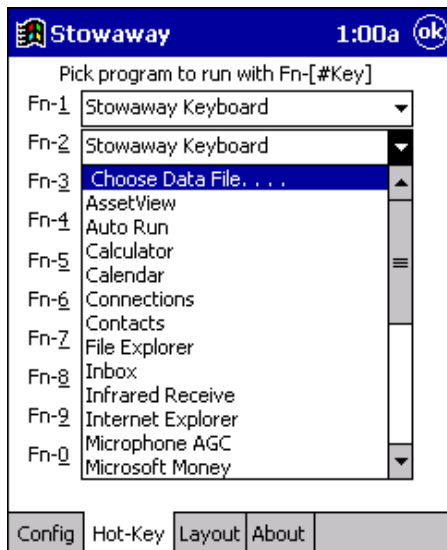 Stowaway 1:00a ok
Pick program to run with Fn-[#Key]
Fn-1 Stowaway Keyboard
Fn-2 Stowaway Keyboard
Fn-3 Choose Data File. . . .
AssetView
Fn-4 Auto Run
Calculator
Fn-5 Calendar
Fn-6 Connections
Contacts
Fn-7 File Explorer
Fn-8 Inbox
Infrared Receive
Fn-9 Internet Explorer
Microphone AGC
Fn-0 Microsoft Money
Config Hot-Key Layout About